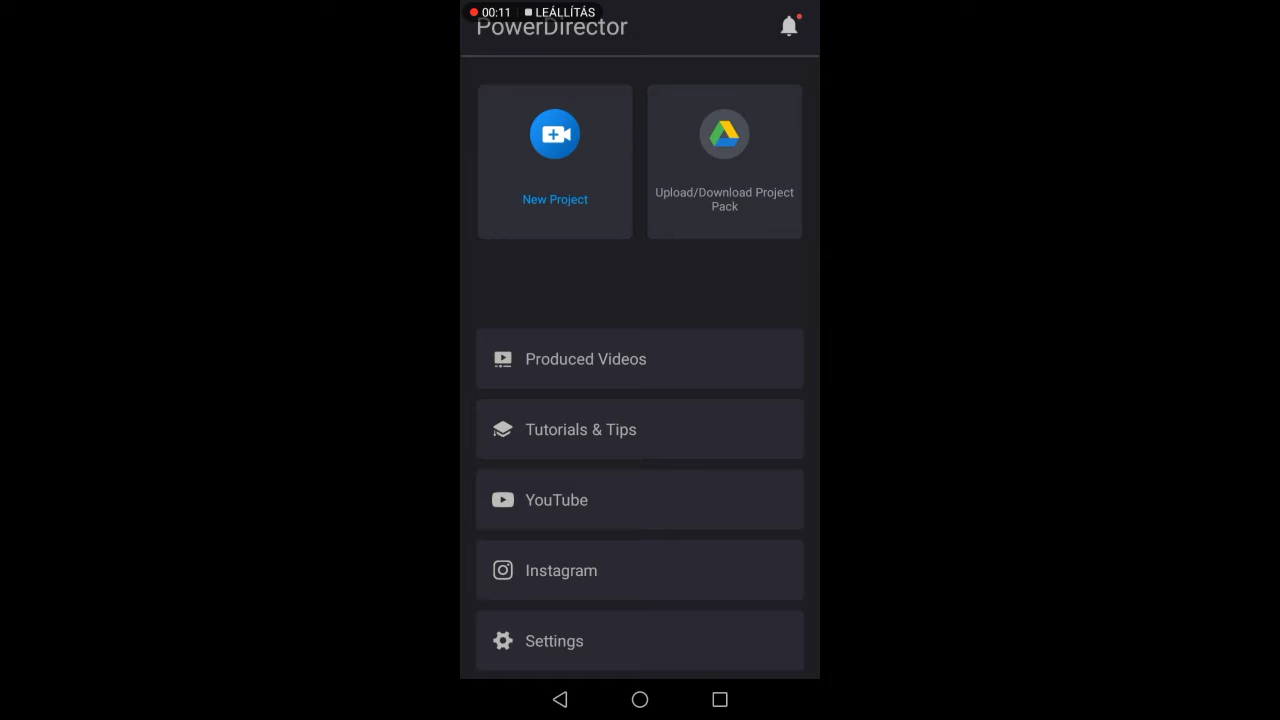 00:11 LEÁLLÍTÁS
PowerDirector
New Project
Upload/Download Project
Pack
Produced Videos
Tutorials & Tips
YouTube
Instagram
Settings